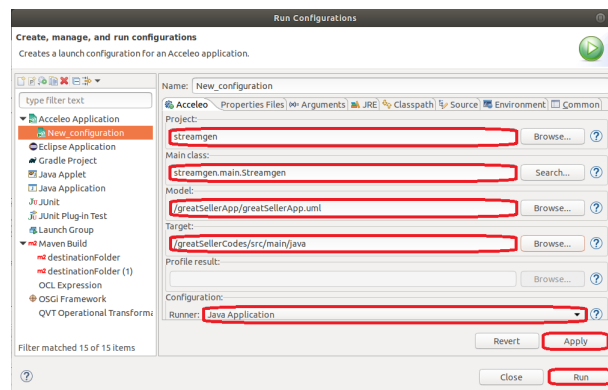 Run Configurations
Create, manage, and run configurations
Creates a launch configuration for an Acceleo application.
type filter text
Acceleo Application
New_configuration
Eclipse Application
Gradle Project
Java Applet
Java Application
JUnit
JUnit Plug-in Test
Launch Group
Maven Build
destinationFolder
destinationFolder (1)
OCL Expression
OSGi Framework
QVT Operational Transforma
Filter matched 15 of 15 items
Name: New_configuration
Acceleo Properties Files Arguments JRE Classpath Source Environment Common
Project:
streamgen Browse...
Main class:
streamgen.main.Streamgen Search...
Model:
/greatSellerApp/greatSellerApp.uml Browse...
Target:
/greatSellerCodes/src/main/java Browse...
Profile result:
Browse...
Configuration:
Runner: Java Application
Revert Apply
Close Run